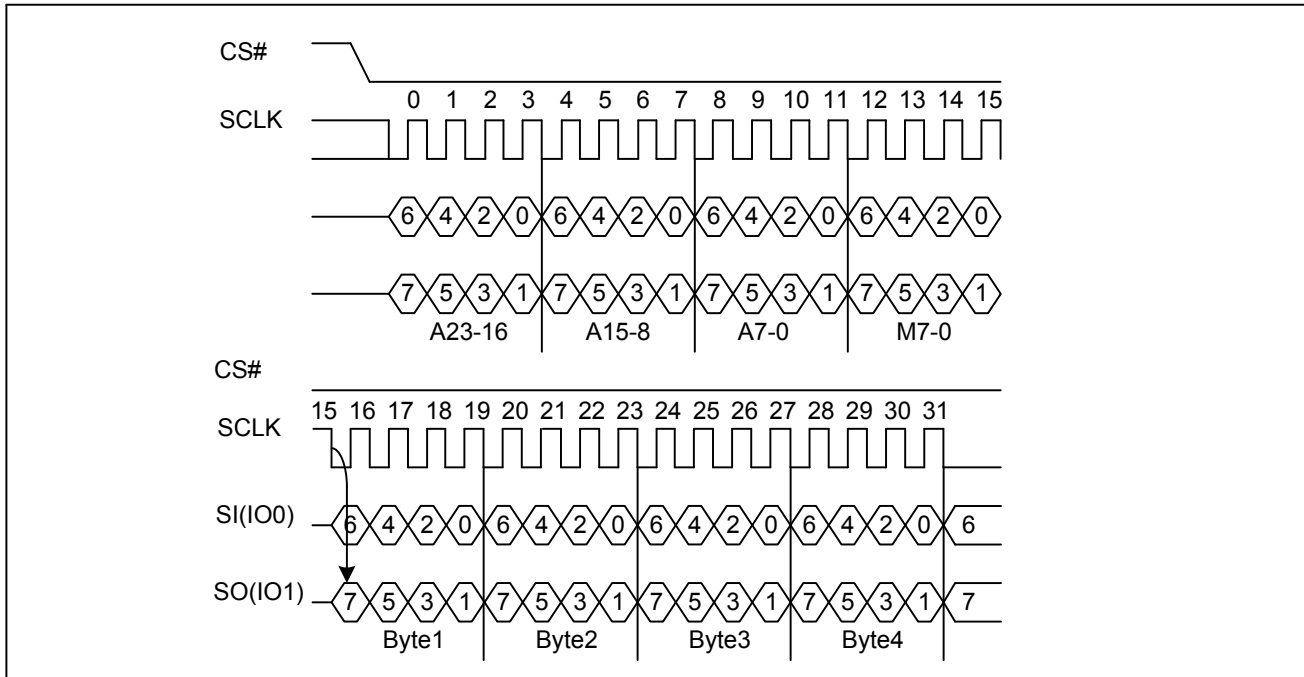 CS#
0 1 2 3 4 5 6 7 8 9 10 11 12 13 14 15
SCLK
6 4 2 0 6 4 2 0 6 4 2 0 6 4 2 0
7 5 3 1 7 5 3 1 7 5 3 1 7 5 3 1
A23-16 A15-8 A7-0 M7-0
CS#
15 16 17 18 19 20 21 22 23 24 25 26 27 28 29 30 31
SCLK
SI(IO0) 6 4 2 0 6 4 2 0 6 4 2 0 6 4 2 0 6
SO(IO1) 7 5 3 1 7 5 3 1 7 5 3 1 7 5 3 1 7
Byte1 Byte2 Byte3 Byte4